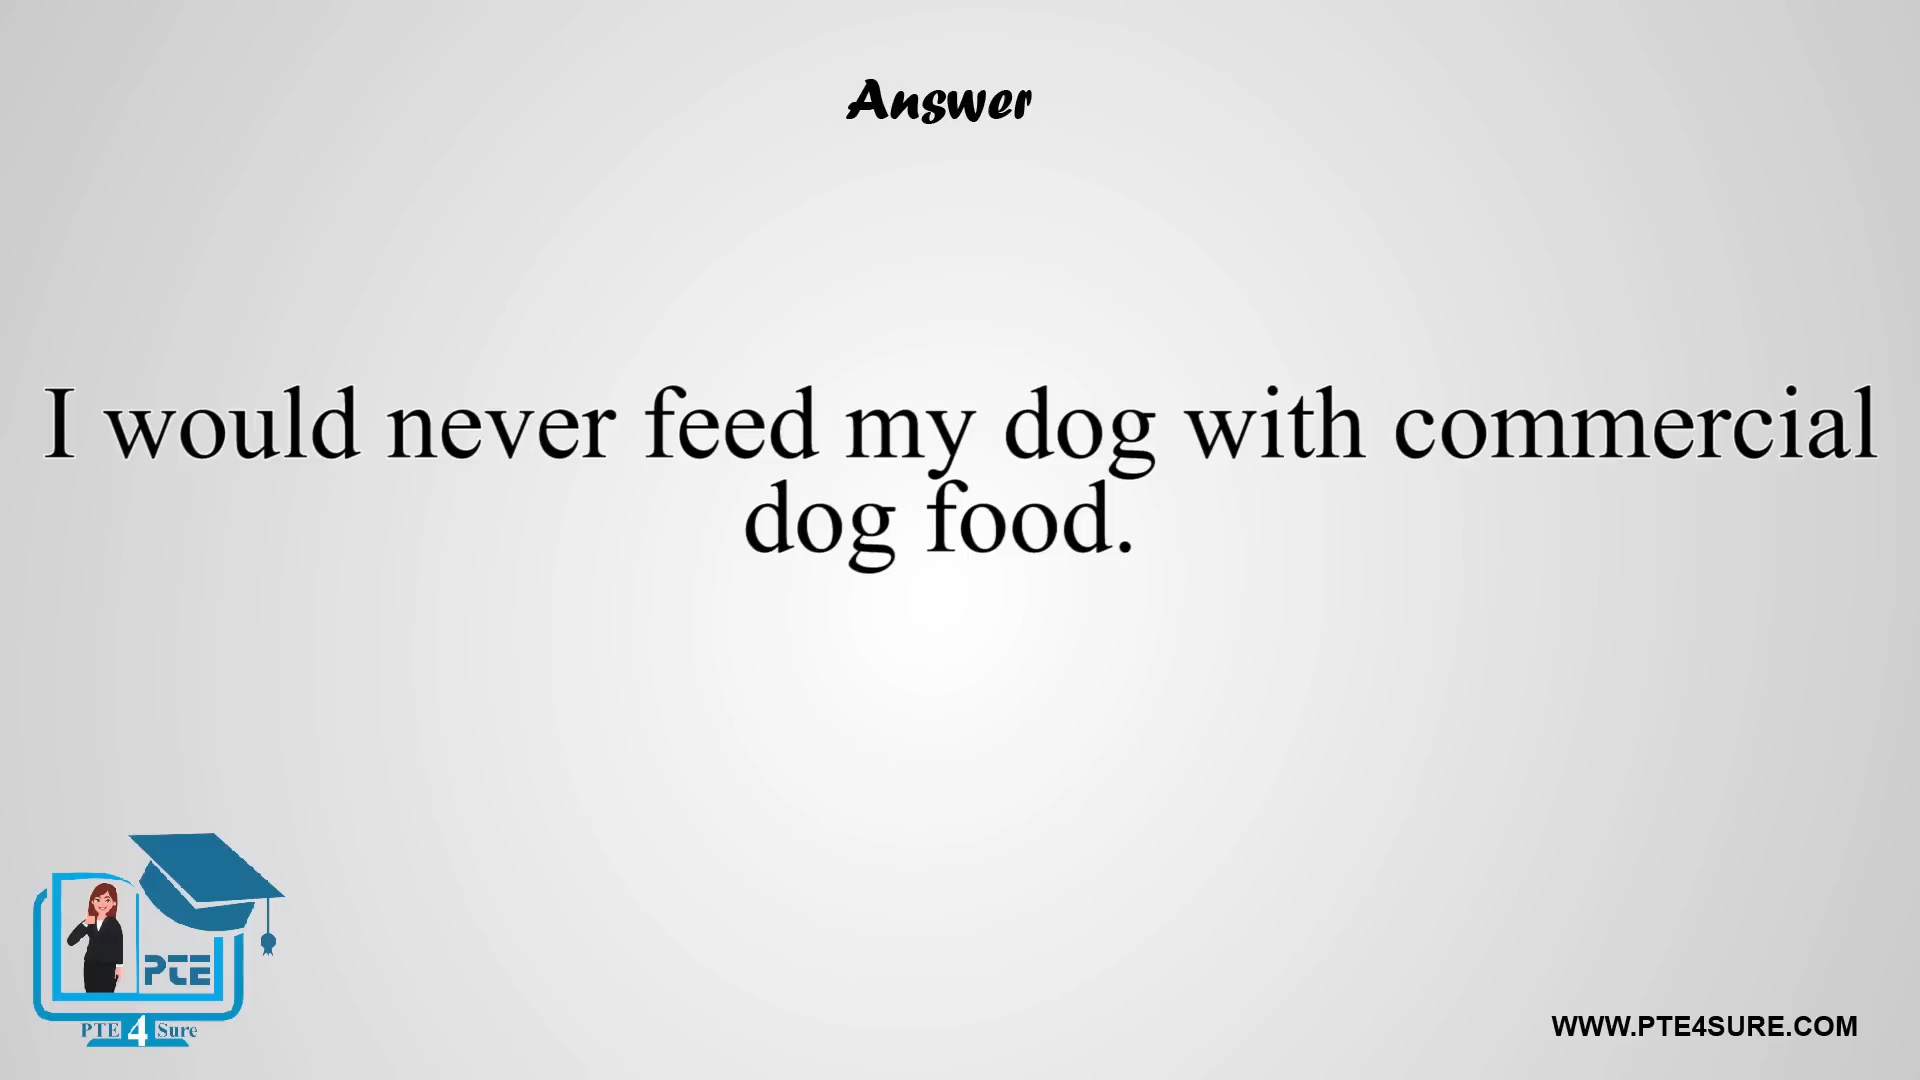 Answer
I would never feed my dog with commercial
dog food.
PTE
PTE 4 Sure
WWW.PTE4SURE.COM